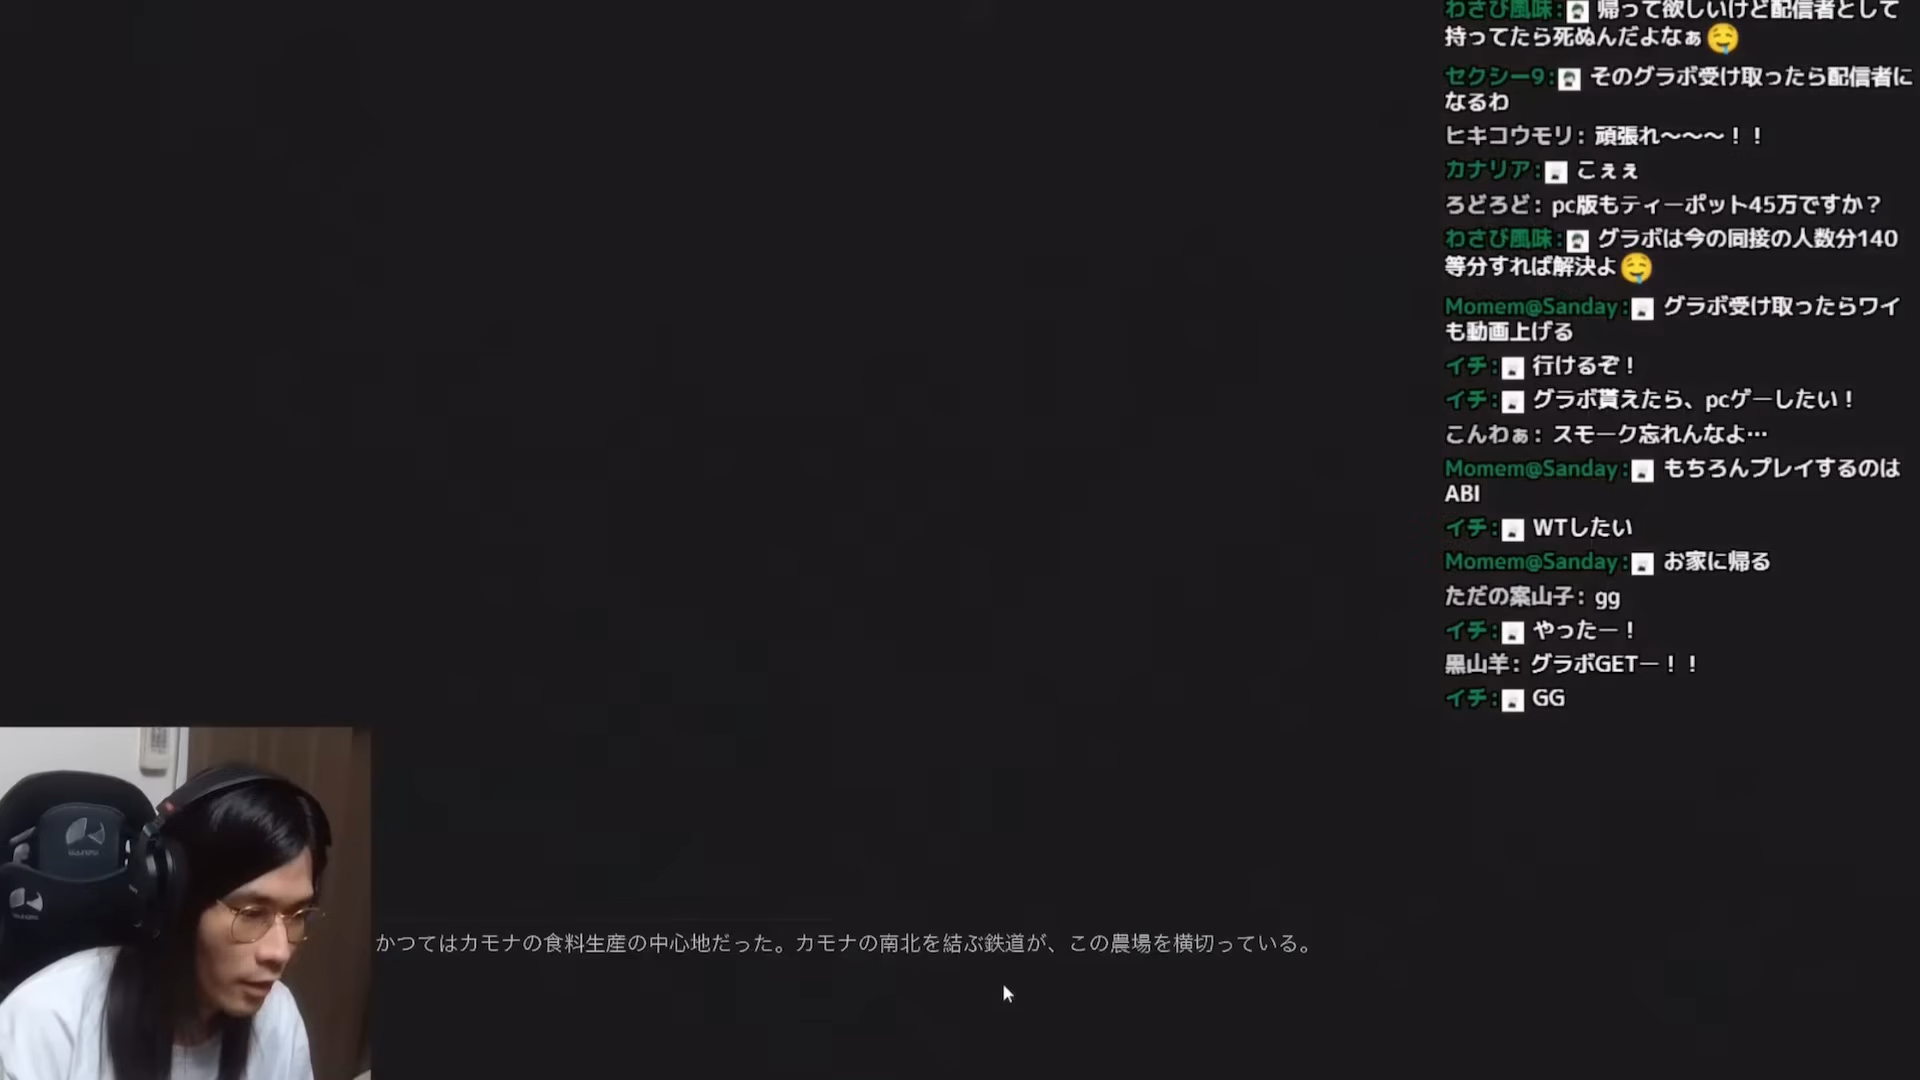 わさび風味: 帰って欲しいけど配信者として
持ってたら死ぬんだよなぁ🤤
セクシー9: そのグラボ受け取ったら配信者に
なるわ
ヒキコウモリ: 頑張れ〜〜〜！！
カナリア: こぇぇ
ろどろど: pc版もティーポット45万ですか？
わさび風味: グラボは今の同接の人数分140
等分すれば解決よ🤤
Momem@Sanday: グラボ受け取ったらワイ
も動画上げる
イチ: 行けるぞ！
イチ: グラボ貰えたら、pcゲーしたい！
こんわぁ: スモーク忘れんなよ…
Momem@Sanday: もちろんプレイするのは
ABI
イチ: WTしたい
Momem@Sanday: お家に帰る
ただの案山子: gg
イチ: やったー！
黒山羊: グラボGETー！！
イチ: GG
かつてはカモナの食料生産の中心地だった。カモナの南北を結ぶ鉄道が、この農場を横切っている。